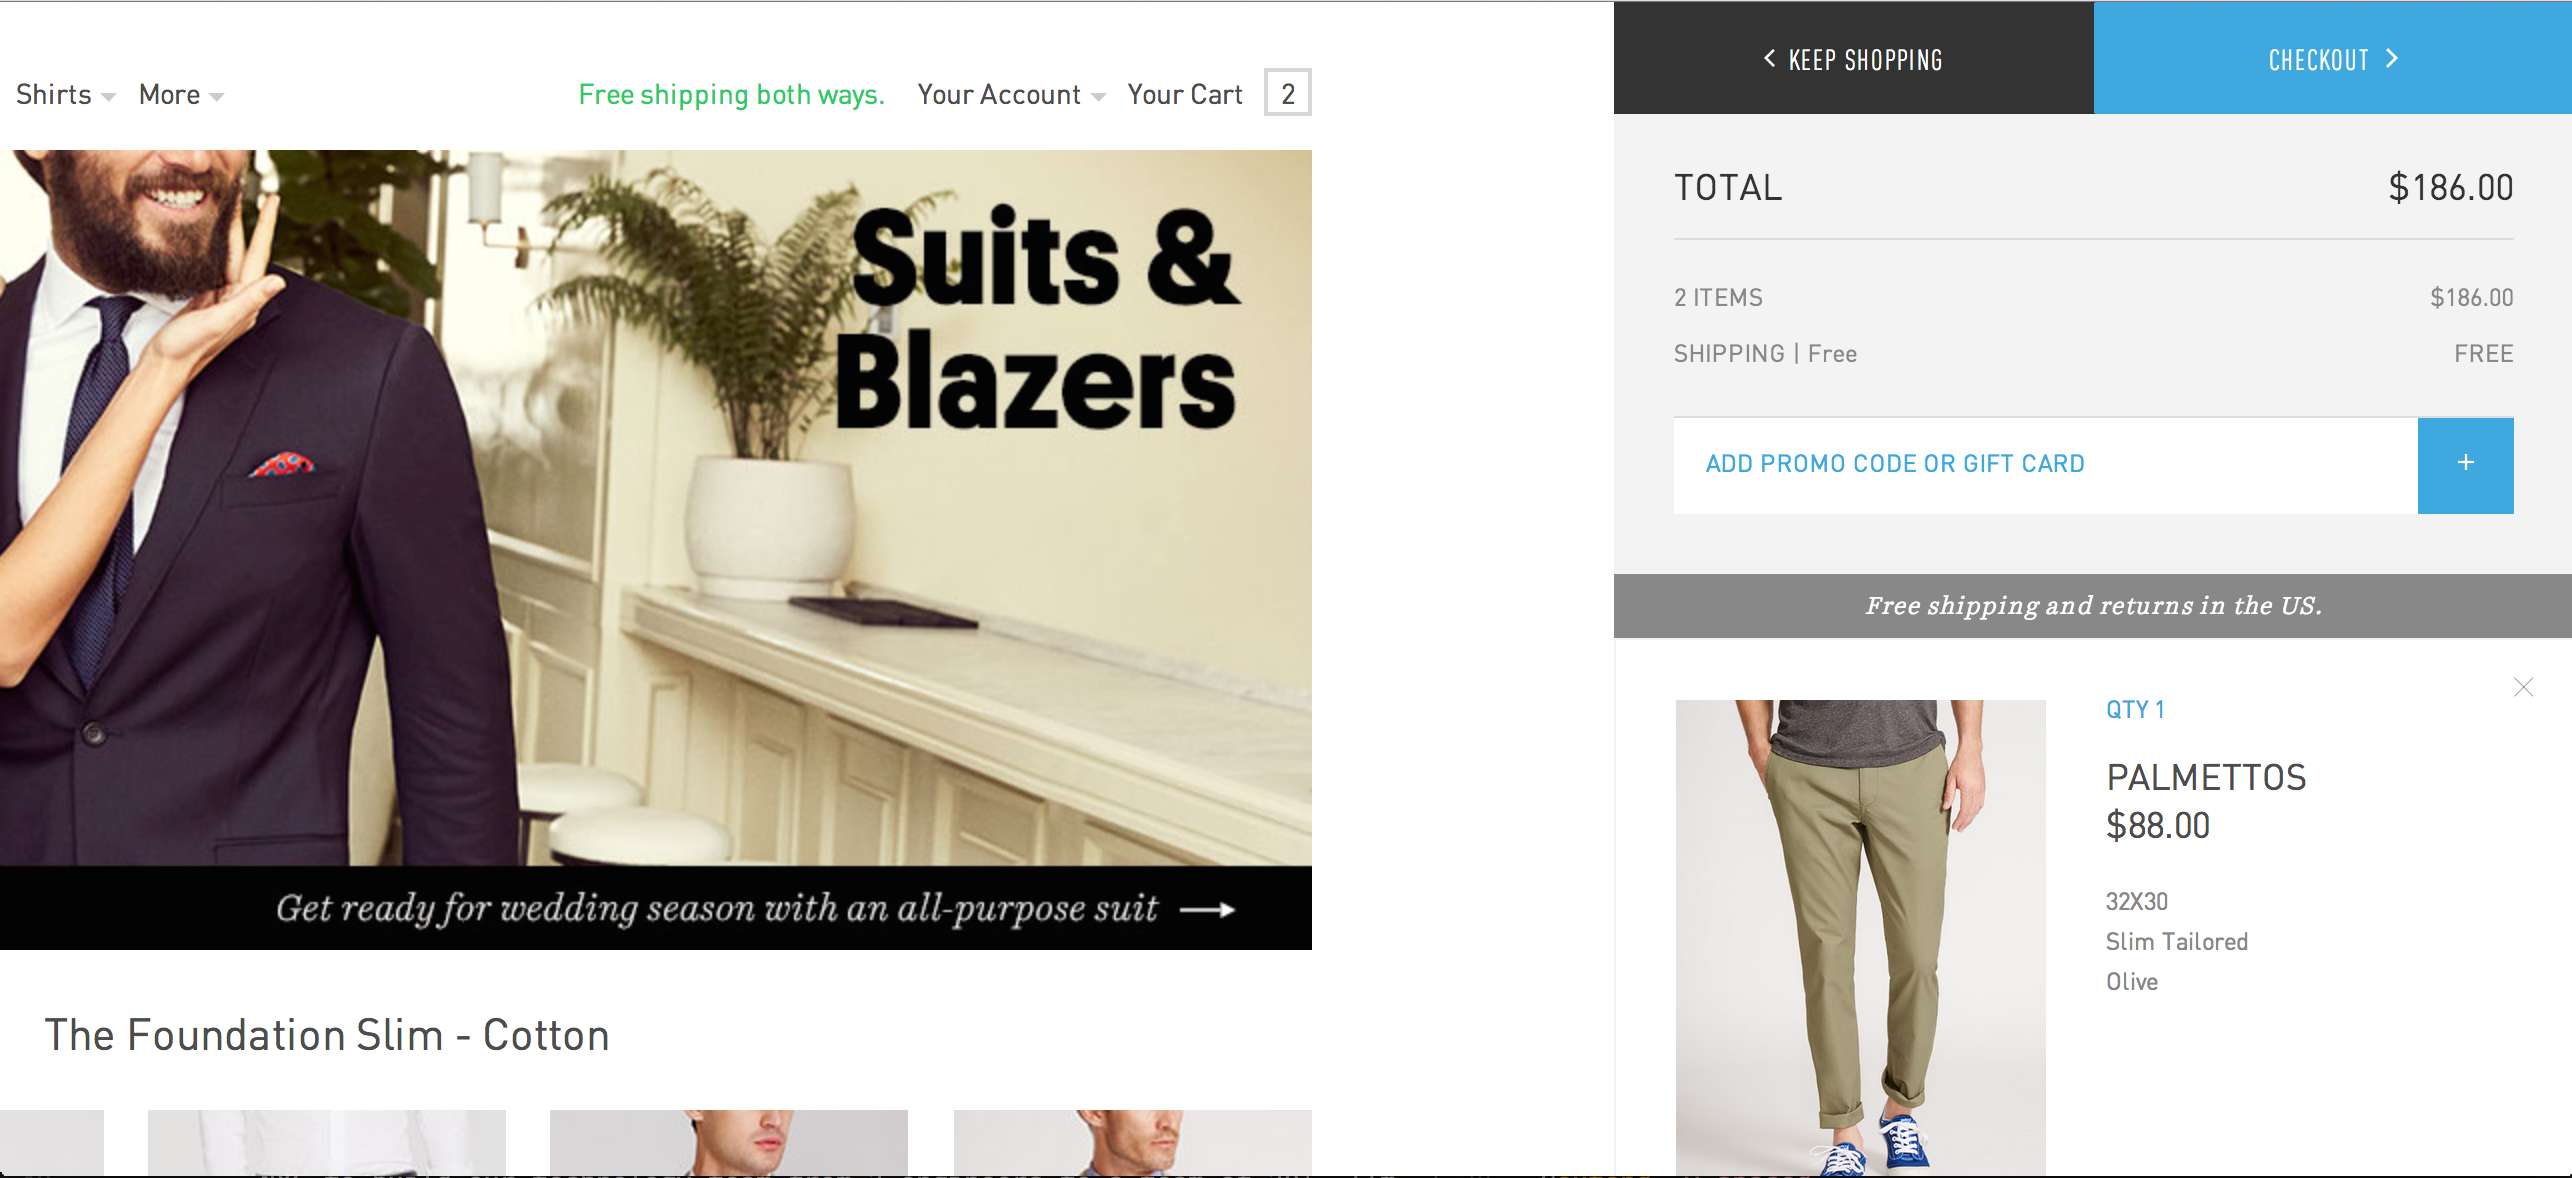 Shirts More Free shipping both ways. Your Account Your Cart 2
Suits &
Blazers
Get ready for wedding season with an all-purpose suit
The Foundation Slim - Cotton
KEEP SHOPPING CHECKOUT
TOTAL $186.00
2 ITEMS $186.00
SHIPPING | Free FREE
ADD PROMO CODE OR GIFT CARD +
Free shipping and returns in the US.
QTY 1
PALMETTOS
$88.00
32X30
Slim Tailored
Olive